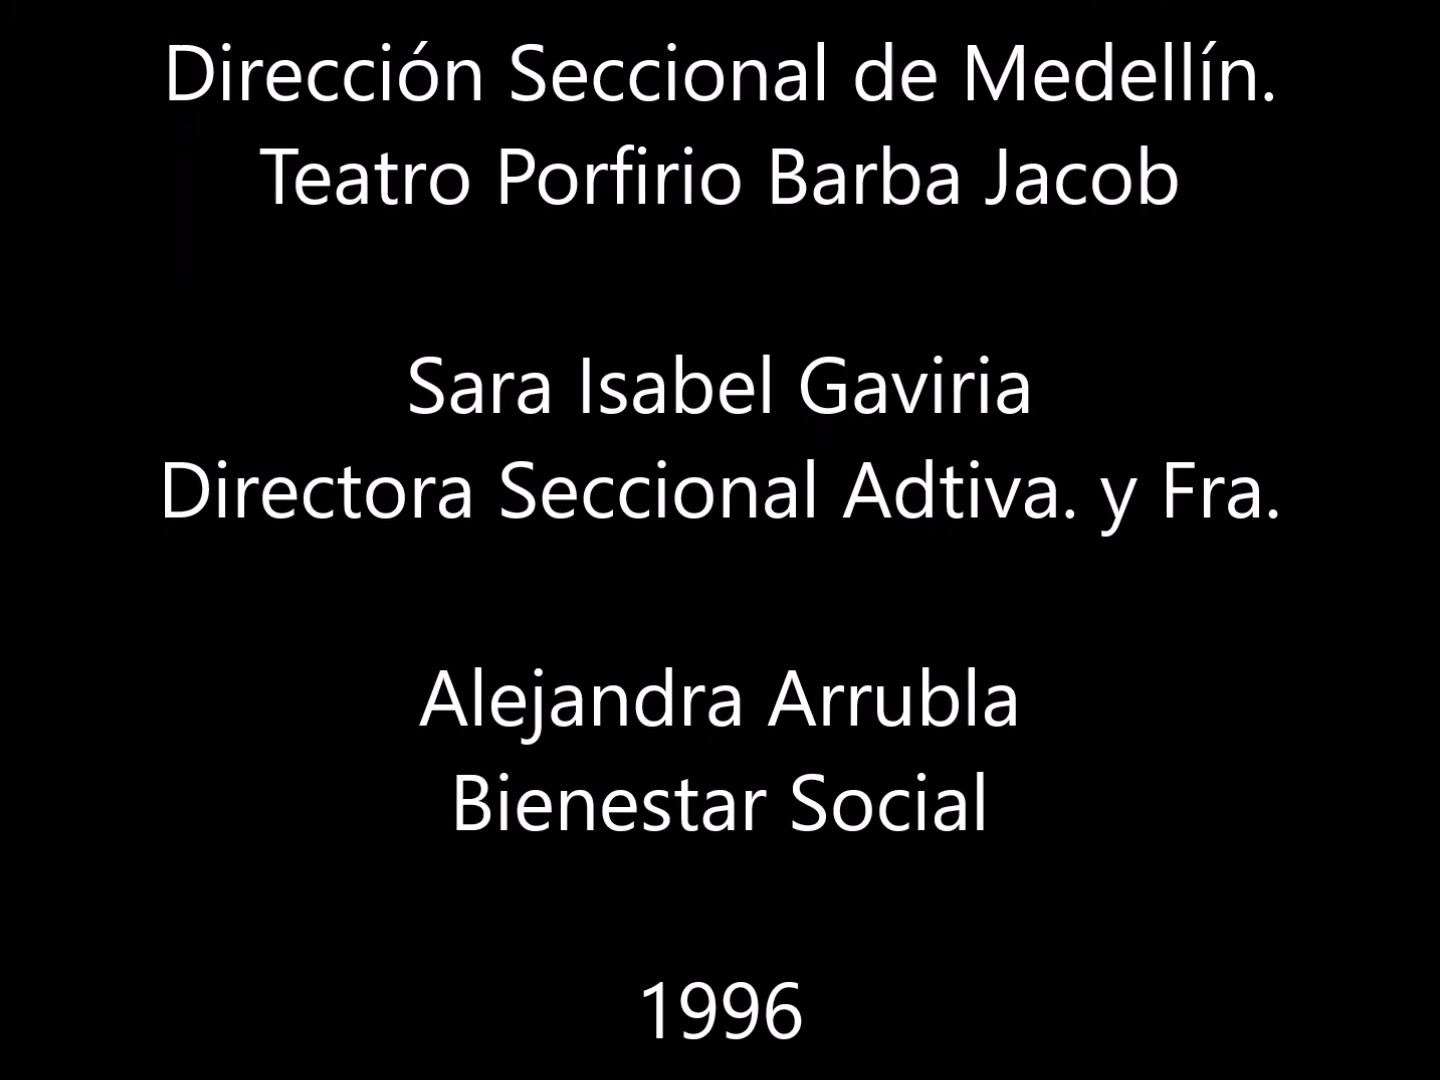 Dirección Seccional de Medellín.
Teatro Porfirio Barba Jacob
Sara Isabel Gaviria
Directora Seccional Adtiva. y Fra.
Alejandra Arrubla
Bienestar Social
1996